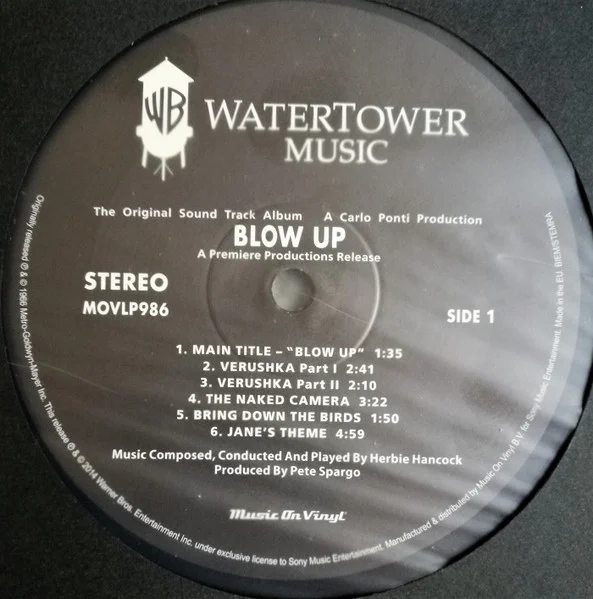 WB
WATERTOWER
MUSIC
The Original Sound Track Album A Carlo Ponti Production
BLOW UP
A Premiere Productions Release
STEREO
MOVLP986
SIDE 1
1. MAIN TITLE – "BLOW UP" 1:35
2. VERUSHKA Part I 2:41
3. VERUSHKA Part II 2:10
4. THE NAKED CAMERA 3:22
5. BRING DOWN THE BIRDS 1:50
6. JANE'S THEME 4:59
Music Composed, Conducted And Played By Herbie Hancock
Produced By Pete Spargo
Music On Vinyl
Originally released ℗ & © 1966 Metro-Goldwyn-Mayer Inc. This release ℗ & © 2014 Warner Bros. Entertainment Inc. under exclusive license to Sony Music Entertainment. Manufactured & distributed by Music On Vinyl B.V. for Sony Music Entertainment. Made in the EU. BIEM/STEMRA